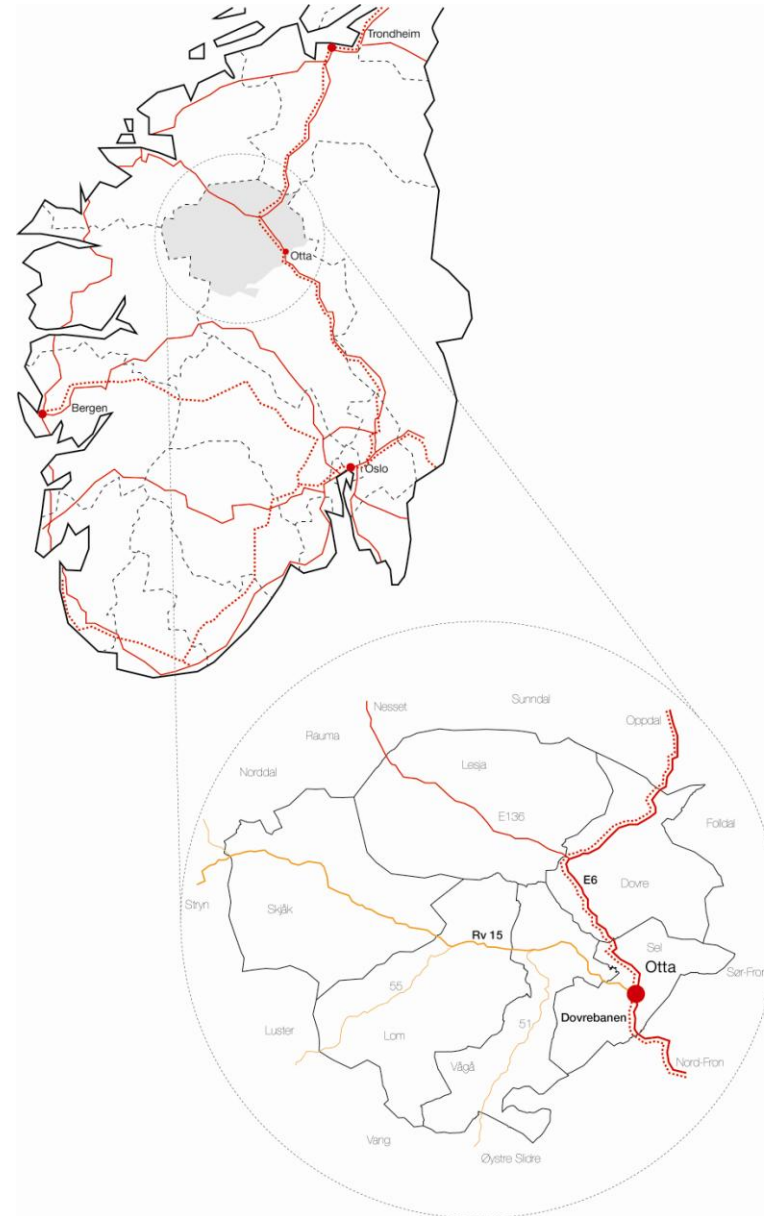 Trondheim
Otta
Bergen
Oslo
Sunndal
Nesset
Oppdal
Rauma
Lesja
Norddal
E136
Folldal
E6
Dovre
Stryn
Skjåk
Rv 15
Sel
Otta
Sør-Fron
55
Dovrebanen
51
Luster
Lom
Vågå
Nord-Fron
Vang
Øystre Slidre